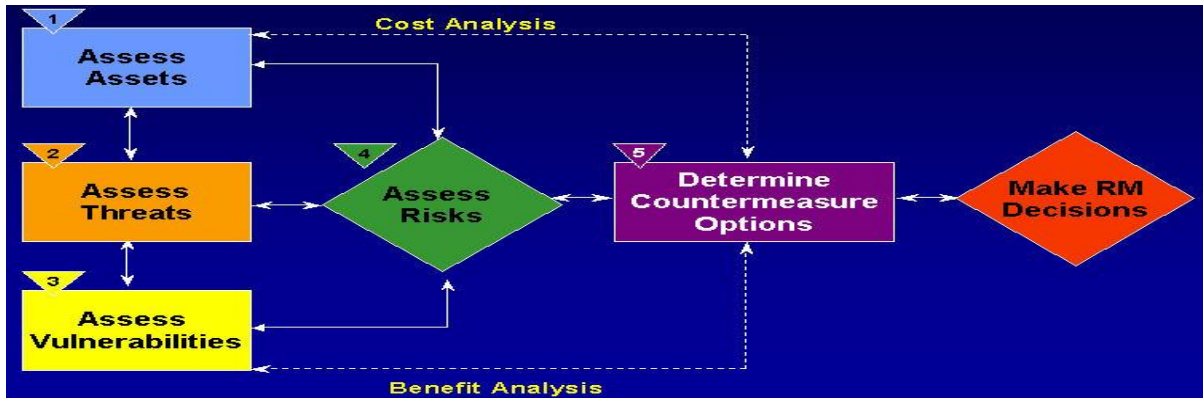 Cost Analysis
1
Assess
Assets
2
Assess
Threats
3
Assess
Vulnerabilities
4
Assess
Risks
5
Determine
Countermeasure
Options
Make RM
Decisions
Benefit Analysis